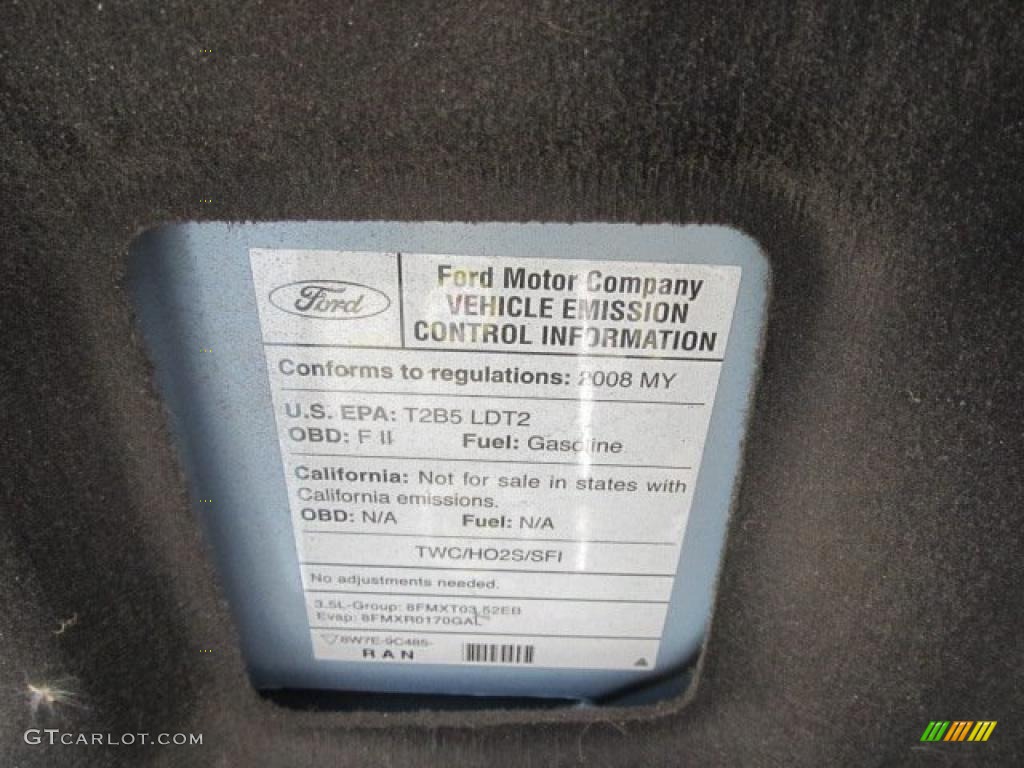 Ford
Ford Motor Company
VEHICLE EMISSION
CONTROL INFORMATION
Conforms to regulations: 2008 MY
U.S. EPA: T2B5 LDT2
OBD: F II Fuel: Gasoline
California: Not for sale in states with
California emissions.
OBD: N/A Fuel: N/A
TWC/HO2S/SFI
No adjustments needed.
3.5L-Group: 8FMXT03.52EB
Evap: 8FMXR0170GAL
8W7E-9C485-
RAN
GTCARLOT.COM